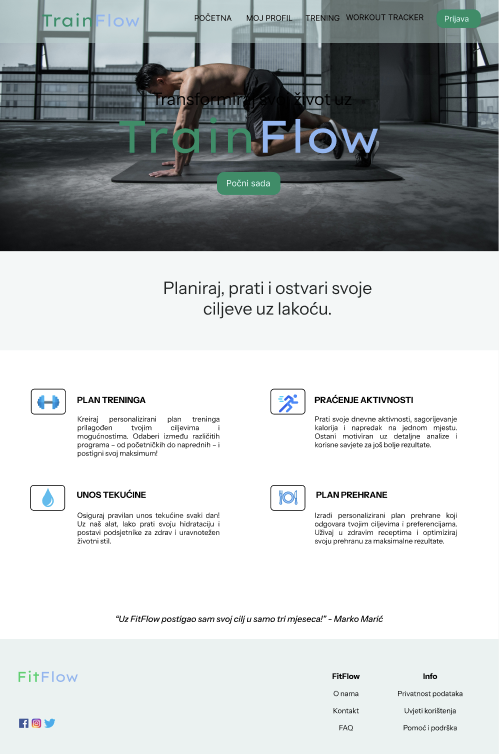 TrainFlow
POČETNA MOJ PROFIL TRENING WORKOUT TRACKER Prijava
Transformiraj svoj život uz
TrainFlow
Počni sada
Planiraj, prati i ostvari svoje
ciljeve uz lakoću.
PLAN TRENINGA
Kreiraj personalizirani plan treninga
prilagođen tvojim ciljevima i
mogućnostima. Odaberi između različitih
programa – od početničkih do naprednih – i
postigni svoj maksimum!
PRAĆENJE AKTIVNOSTI
Prati svoje dnevne aktivnosti, sagorijevanje
kalorija i napredak na jednom mjestu.
Ostani motiviran uz detaljne analize i
korisne savjete za još bolje rezultate.
UNOS TEKUĆINE
Osiguraj pravilan unos tekućine svaki dan!
Uz naš alat, lako prati svoju hidrataciju i
postavi podsjetnike za zdrav i uravnotežen
životni stil.
PLAN PREHRANE
Izradi personalizirani plan prehrane koji
odgovara tvojim ciljevima i preferencijama.
Uživaj u zdravim receptima i optimiziraj
svoju prehranu za maksimalne rezultate.
"Uz FitFlow postigao sam svoj cilj u samo tri mjeseca!" - Marko Marić
FitFlow
FitFlow
O nama
Kontakt
FAQ
Info
Privatnost podataka
Uvjeti korištenja
Pomoć i podrška